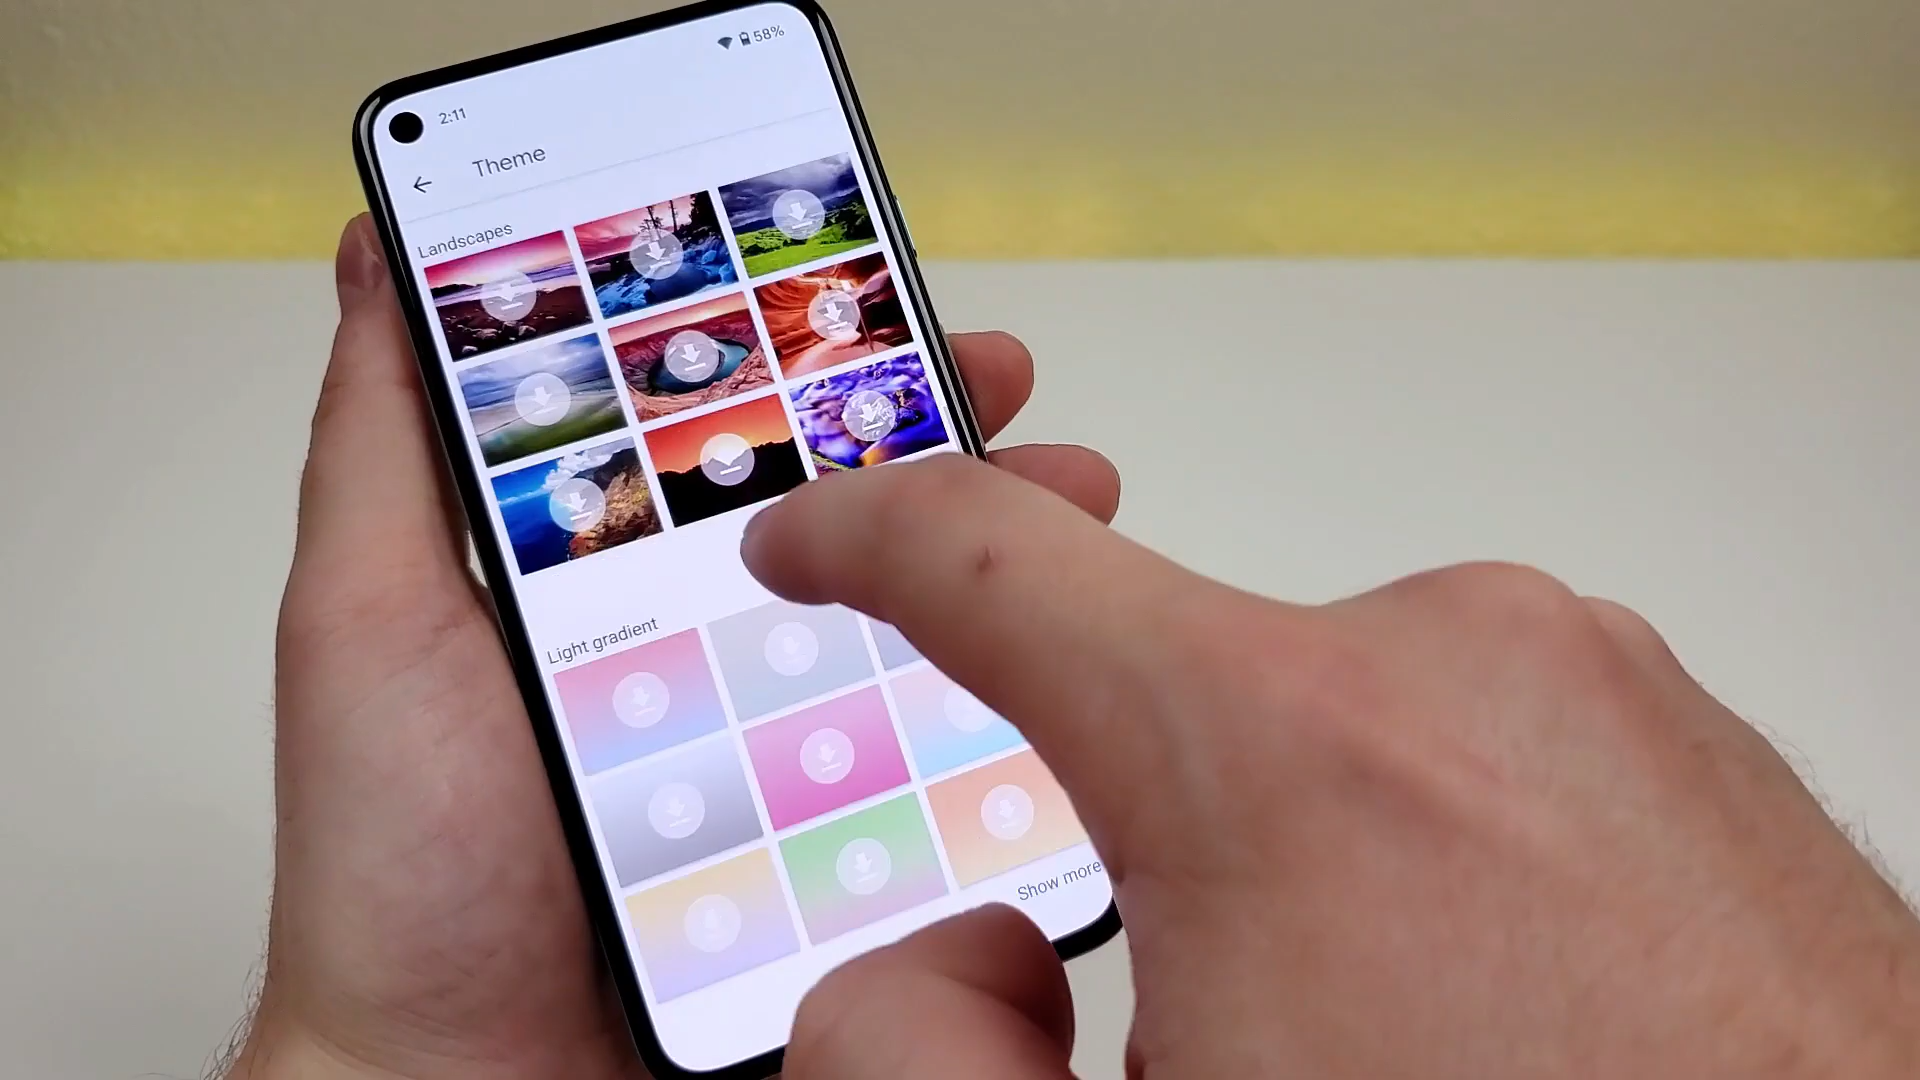 58%
2:11
Theme
Landscapes
Light gradient
Show more